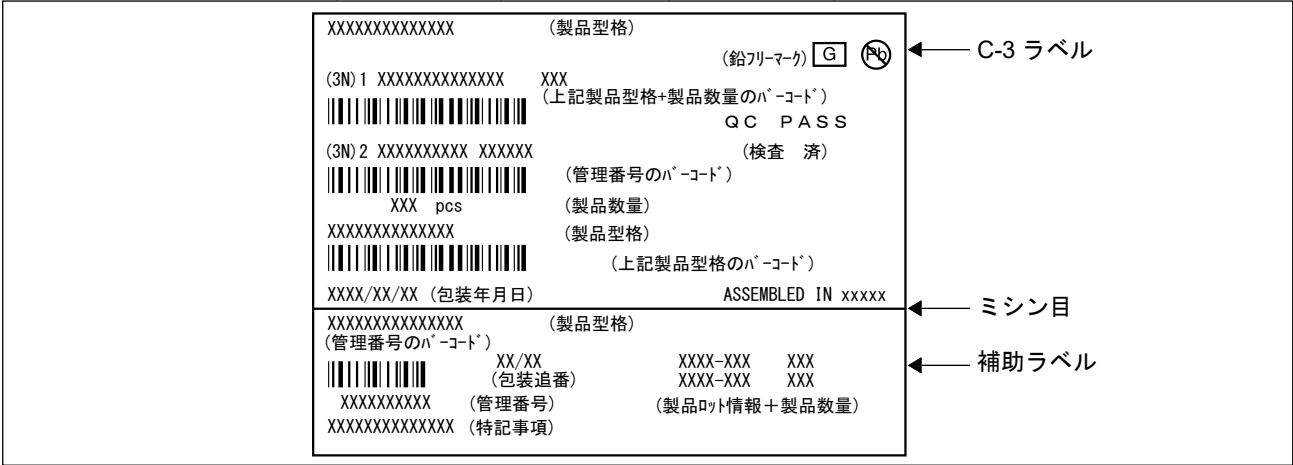 XXXXXXXXXXXXXX (製品型格)
(鉛フリーマーク) G Pb
C-3 ラベル
(3N)1 XXXXXXXXXXXXXX XXX
(上記製品型格+製品数量のバーコード)
QC PASS
(3N)2 XXXXXXXXXX XXXXXX (検査 済)
(管理番号のバーコード)
XXX pcs (製品数量)
XXXXXXXXXXXXXX (製品型格)
(上記製品型格のバーコード)
XXXX/XX/XX (包装年月日) ASSEMBLED IN xxxxx
ミシン目
XXXXXXXXXXXXXXX (製品型格)
(管理番号のバーコード)
XX/XX XXXX-XXX XXX
補助ラベル
(包装追番) XXXX-XXX XXX
XXXXXXXXXX (管理番号) (製品ロット情報+製品数量)
XXXXXXXXXXXXXX (特記事項)